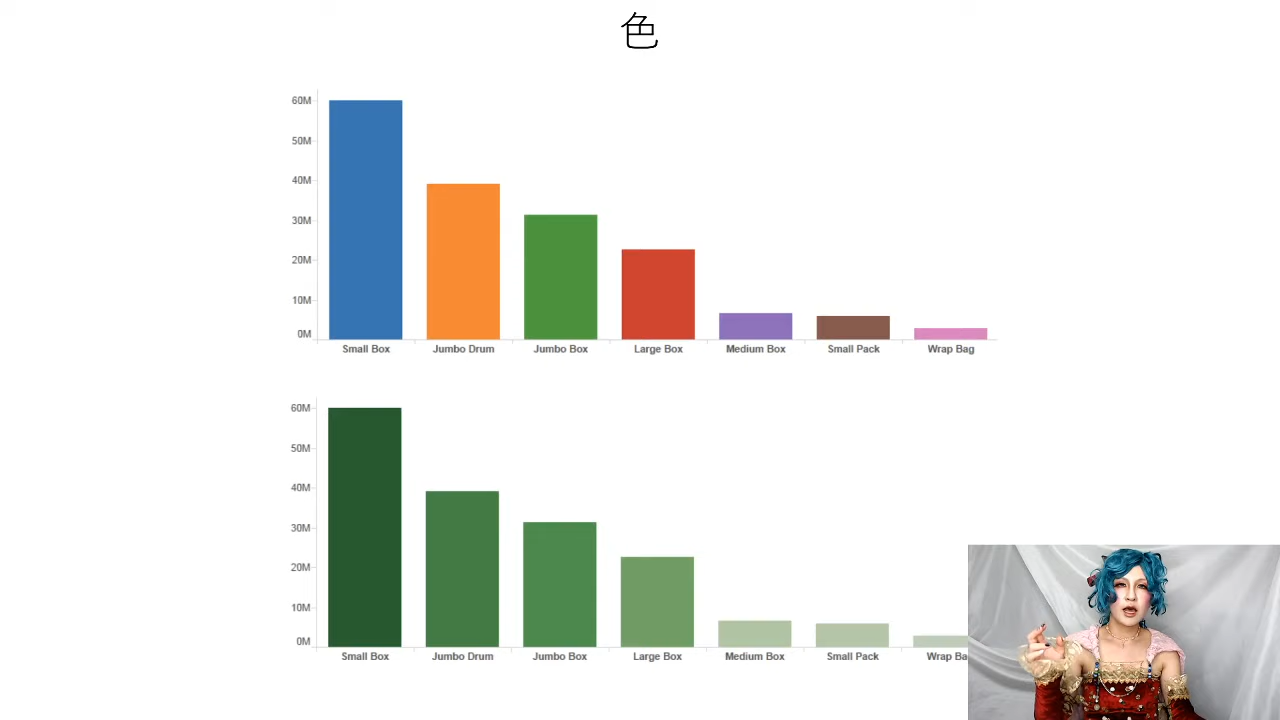 色
60M
50M
40M
30M
20M
10M
0M
Small Box Jumbo Drum Jumbo Box Large Box Medium Box Small Pack Wrap Bag
60M
50M
40M
30M
20M
10M
0M
Small Box Jumbo Drum Jumbo Box Large Box Medium Box Small Pack Wrap Ba